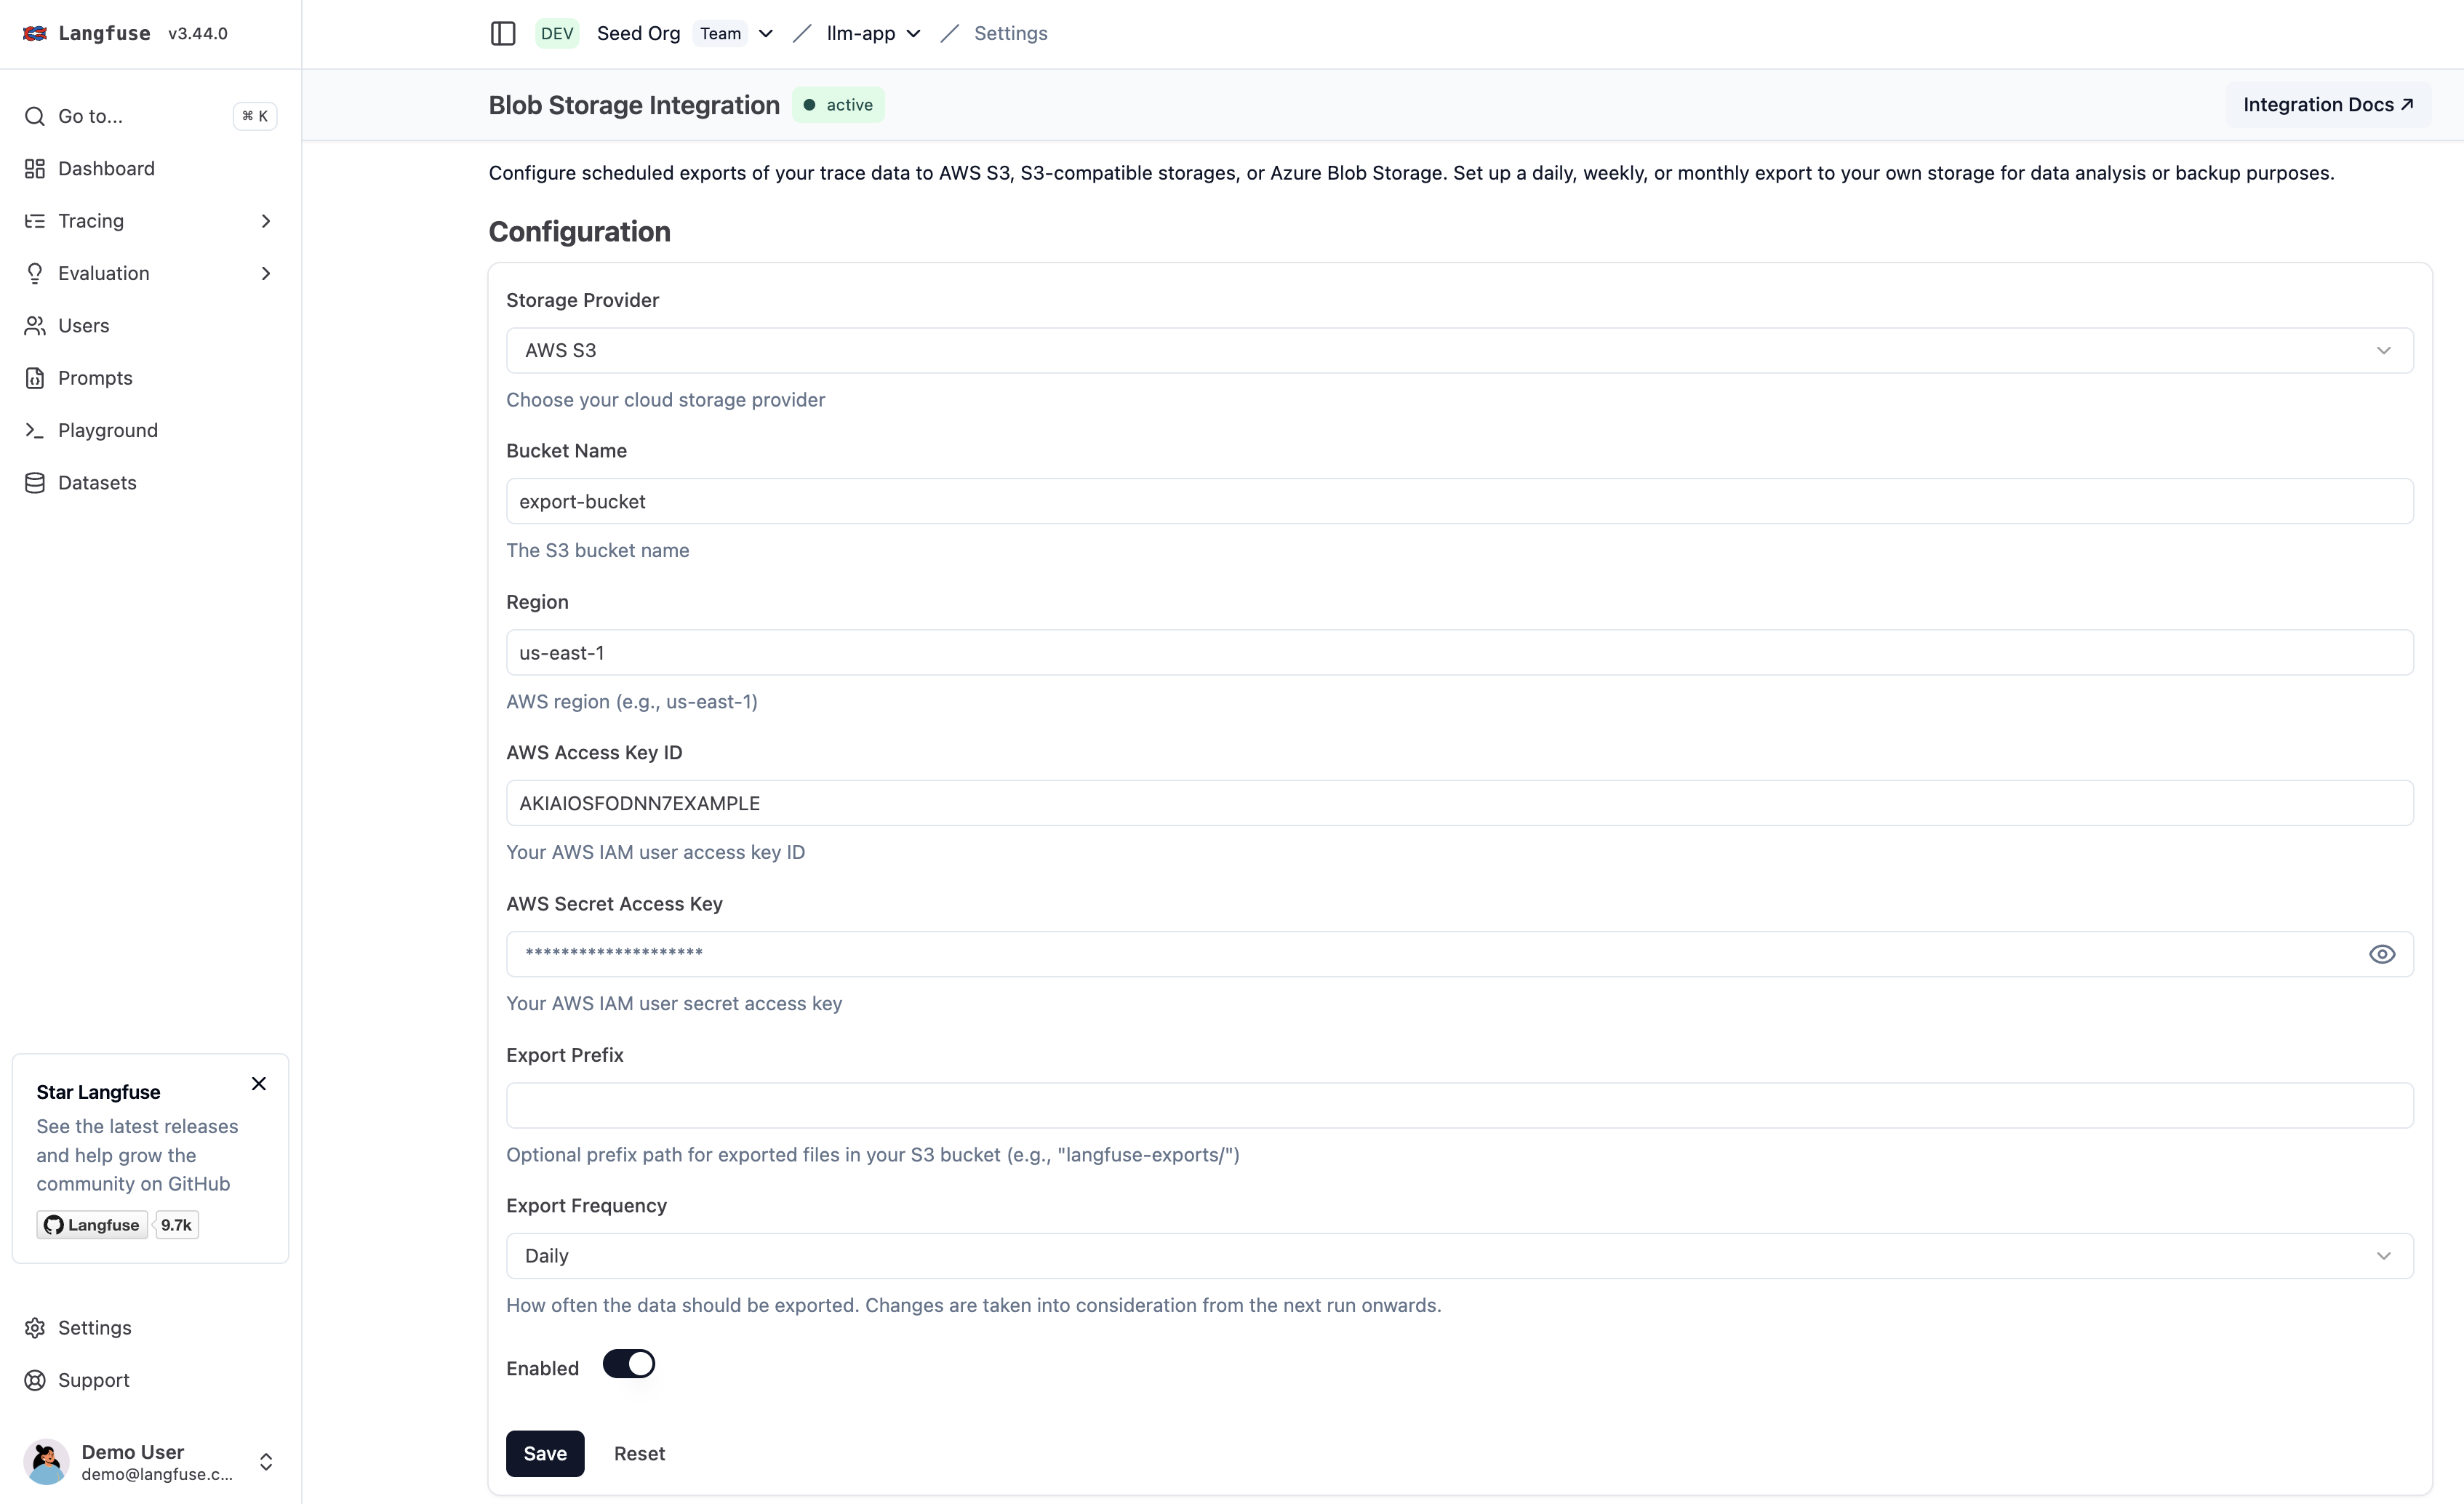 Langfuse v3.44.0
Go to... ⌘ K
Dashboard
Tracing
Evaluation
Users
Prompts
Playground
Datasets
Star Langfuse
See the latest releases
and help grow the
community on GitHub
Langfuse 9.7k
Settings
Support
Demo User
demo@langfuse.c...
DEV Seed Org Team / llm-app / Settings
Blob Storage Integration active
Integration Docs
Configure scheduled exports of your trace data to AWS S3, S3-compatible storages, or Azure Blob Storage. Set up a daily, weekly, or monthly export to your own storage for data analysis or backup purposes.
Configuration
Storage Provider
AWS S3
Choose your cloud storage provider
Bucket Name
export-bucket
The S3 bucket name
Region
us-east-1
AWS region (e.g., us-east-1)
AWS Access Key ID
AKIAIOSFODNN7EXAMPLE
Your AWS IAM user access key ID
AWS Secret Access Key
********************
Your AWS IAM user secret access key
Export Prefix
Optional prefix path for exported files in your S3 bucket (e.g., "langfuse-exports/")
Export Frequency
Daily
How often the data should be exported. Changes are taken into consideration from the next run onwards.
Enabled
Save Reset